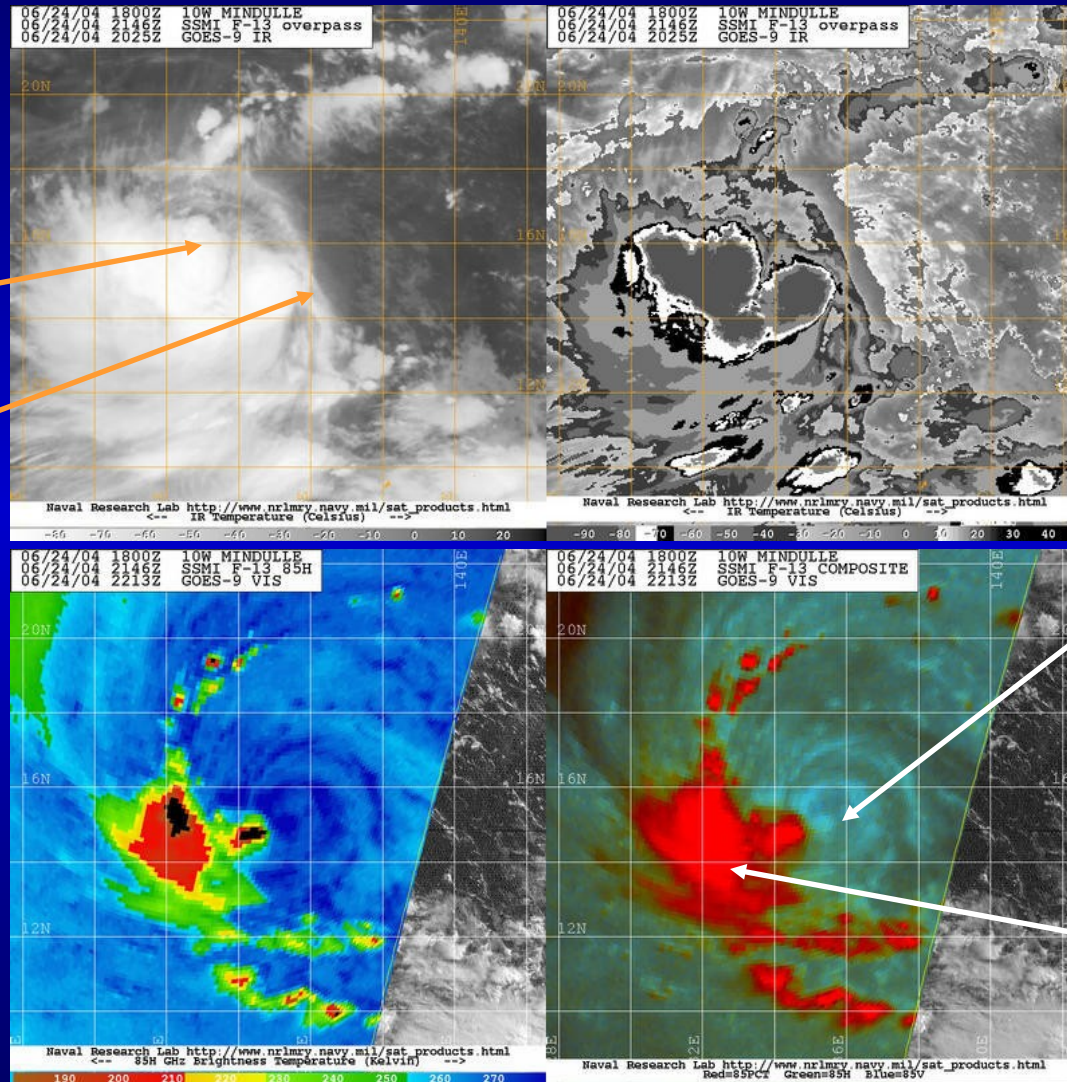 06/24/04 1800Z 10W MINDULLE
06/24/04 2146Z SSMI F-13 overpass
06/24/04 2025Z GOES-9 IR
140E
20N
16N
12N
Naval Research Lab http://www.nrlmry.navy.mil/sat_products.html
<-- IR Temperature (Celsius) -->
-80 -70 -60 -50 -40 -30 -20 -10 0 10 20
06/24/04 1800Z 10W MINDULLE
06/24/04 2146Z SSMI F-13 overpass
06/24/04 2025Z GOES-9 IR
140E
20N
16N
12N
Naval Research Lab http://www.nrlmry.navy.mil/sat_products.html
<-- IR Temperature (Celsius) -->
-90 -80 -70 -60 -50 -40 -30 -20 -10 0 10 20 30 40
06/24/04 1800Z 10W MINDULLE
06/24/04 2146Z SSMI F-13 85H
06/24/04 2213Z GOES-9 VIS
140E
20N
16N
12N
Naval Research Lab http://www.nrlmry.navy.mil/sat_products.html
<-- 85H GHz Brightness Temperature (Kelvin) -->
190 200 210 220 230 240 250 260 270
06/24/04 1800Z 10W MINDULLE
06/24/04 2146Z SSMI F-13 COMPOSITE
06/24/04 2213Z GOES-9 VIS
140E
20N
16N
12N
Naval Research Lab http://www.nrlmry.navy.mil/sat_products.html
Red=85PCT Green=85H Blue=85V